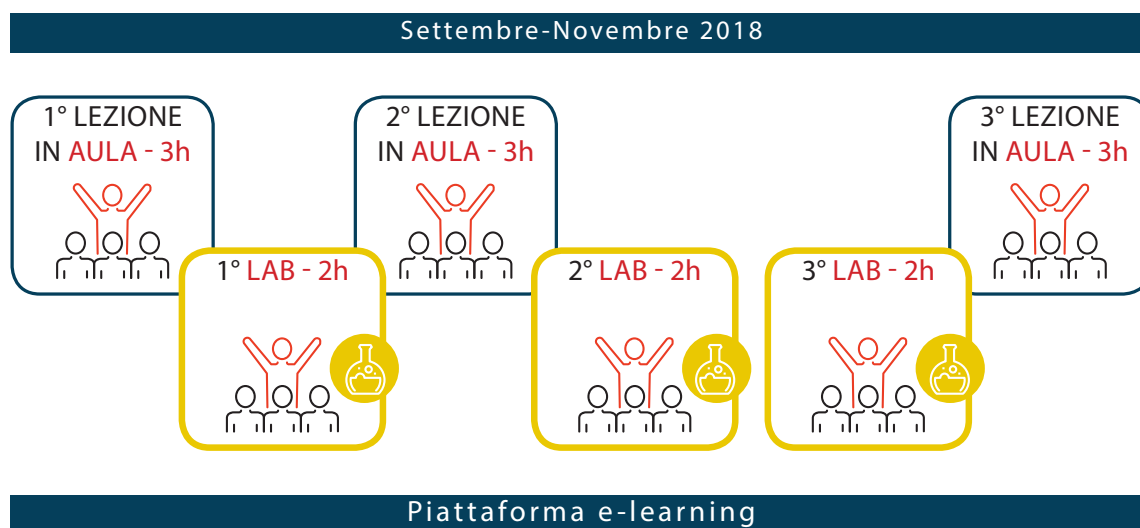 Settembre-Novembre 2018
1° LEZIONE
IN AULA - 3h
2° LEZIONE
IN AULA - 3h
3° LEZIONE
IN AULA - 3h
1° LAB - 2h
2° LAB - 2h
3° LAB - 2h
Piattaforma e-learning